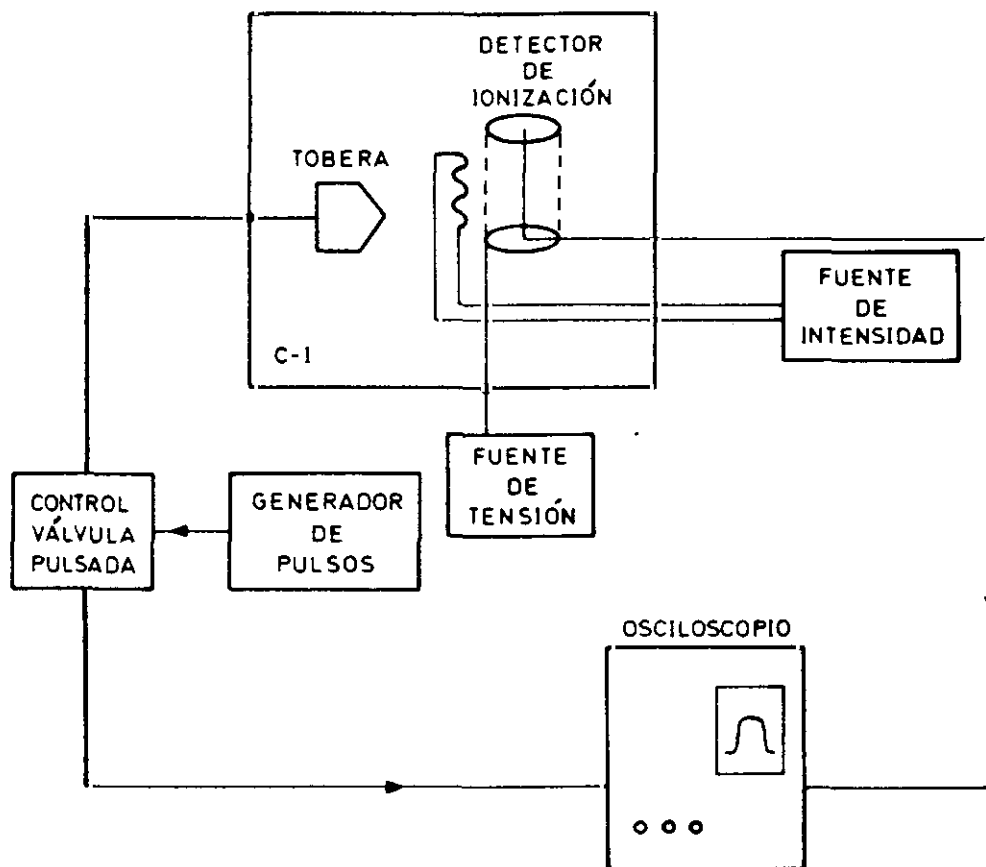 DETECTOR
DE
IONIZACIÓN
TOBERA
C-1
FUENTE
DE
INTENSIDAD
FUENTE
DE
TENSIÓN
CONTROL
VÁLVULA
PULSADA
GENERADOR
DE
PULSOS
OSCILOSCOPIO